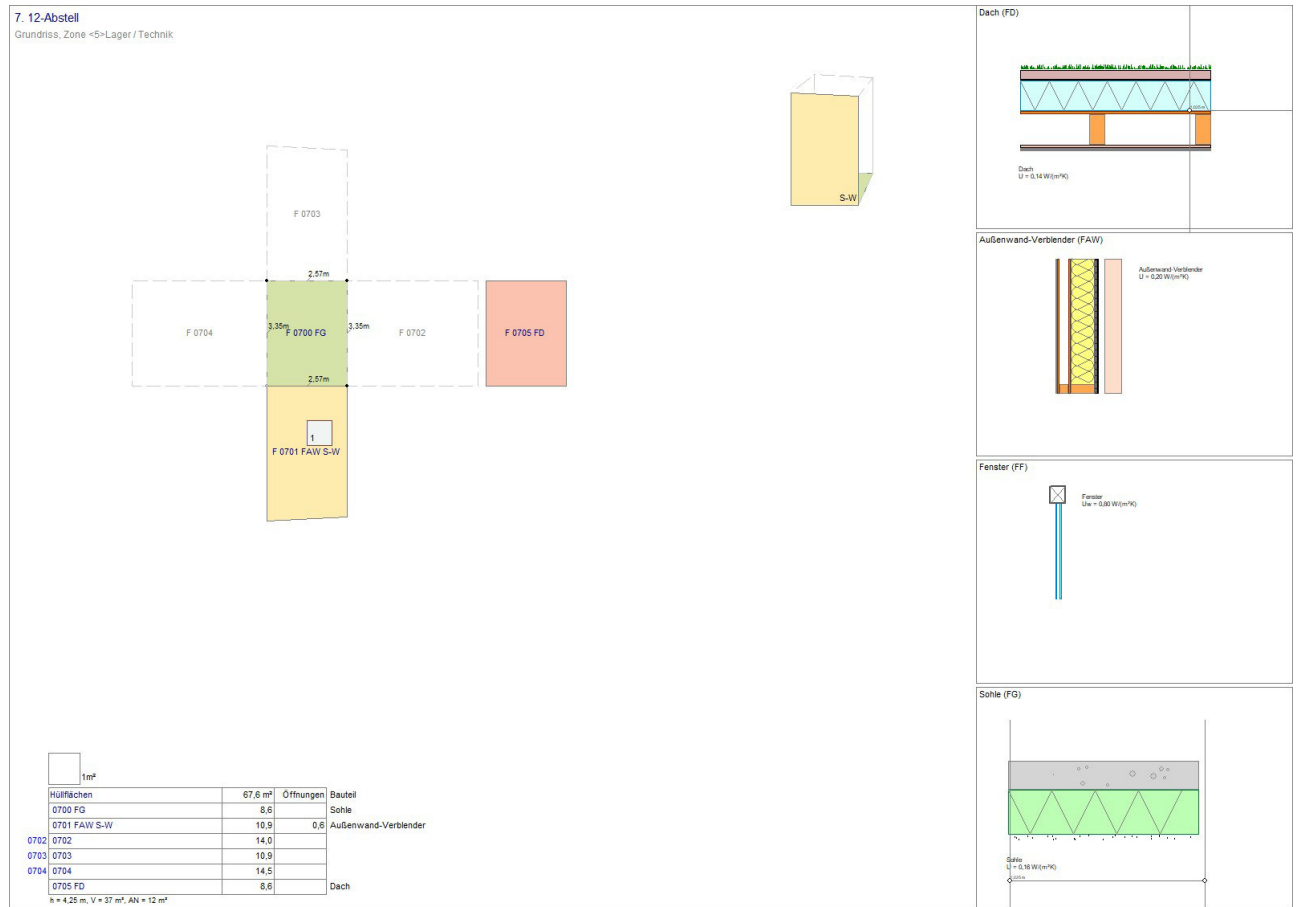 7. 12-Abstell
Grundriss, Zone <5>Lager / Technik
F 0703
2,57m
F 0704
3,35m
F 0700 FG
3,35m
F 0702
F 0705 FD
2,57m
1
F 0701 FAW S-W
S-W
1m²
Hüllflächen 67,6 m² Öffnungen Bauteil
0700 FG 8,6 Sohle
0701 FAW S-W 10,9 0,6 Außenwand-Verblender
0702 0702 14,0
0703 0703 10,9
0704 0704 14,5
0705 FD 8,6 Dach
h = 4,25 m, V = 37 m³, AN = 12 m²
Dach (FD)
Dach
U = 0,14 W/(m²K)
Außenwand-Verblender (FAW)
Außenwand-Verblender
U = 0,20 W/(m²K)
Fenster (FF)
Fenster
Uw = 0,80 W/(m²K)
Sohle (FG)
Sohle
U = 0,16 W/(m²K)